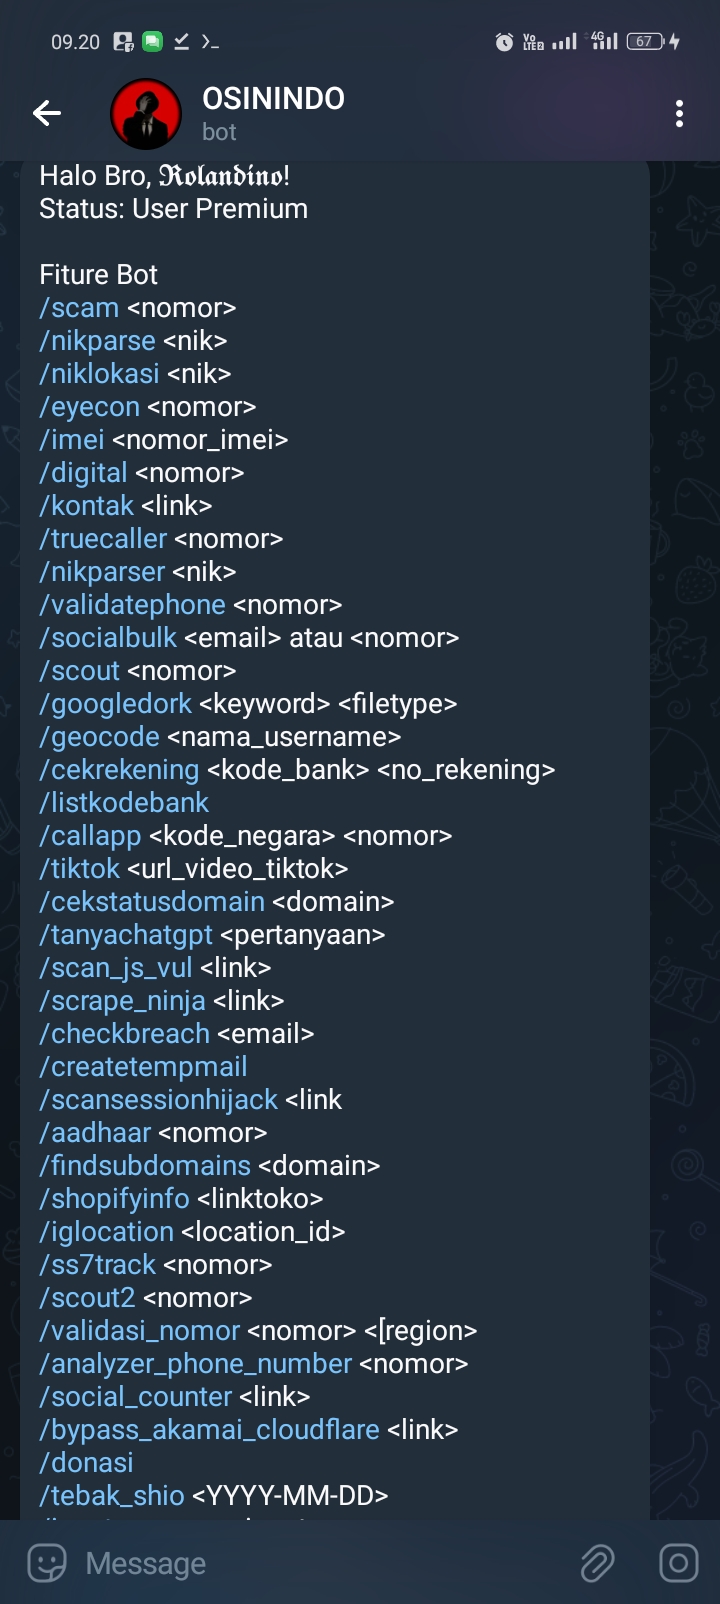 09.20
Vo LTE2
4G
67
OSININDO
bot
Halo Bro, 𝕽𝖔𝖑𝖆𝖓𝖉𝖎𝖓𝖔!
Status: User Premium
Fiture Bot
/scam <nomor>
/nikparse <nik>
/niklokasi <nik>
/eyecon <nomor>
/imei <nomor_imei>
/digital <nomor>
/kontak <link>
/truecaller <nomor>
/nikparser <nik>
/validatephone <nomor>
/socialbulk <email> atau <nomor>
/scout <nomor>
/googledork <keyword> <filetype>
/geocode <nama_username>
/cekrekening <kode_bank> <no_rekening>
/listkodebank
/callapp <kode_negara> <nomor>
/tiktok <url_video_tiktok>
/cekstatusdomain <domain>
/tanyachatgpt <pertanyaan>
/scan_js_vul <link>
/scrape_ninja <link>
/checkbreach <email>
/createtempmail
/scansessionhijack <link
/aadhaar <nomor>
/findsubdomains <domain>
/shopifyinfo <linktoko>
/iglocation <location_id>
/ss7track <nomor>
/scout2 <nomor>
/validasi_nomor <nomor> <[region>
/analyzer_phone_number <nomor>
/social_counter <link>
/bypass_akamai_cloudflare <link>
/donasi
/tebak_shio <YYYY-MM-DD>
Message